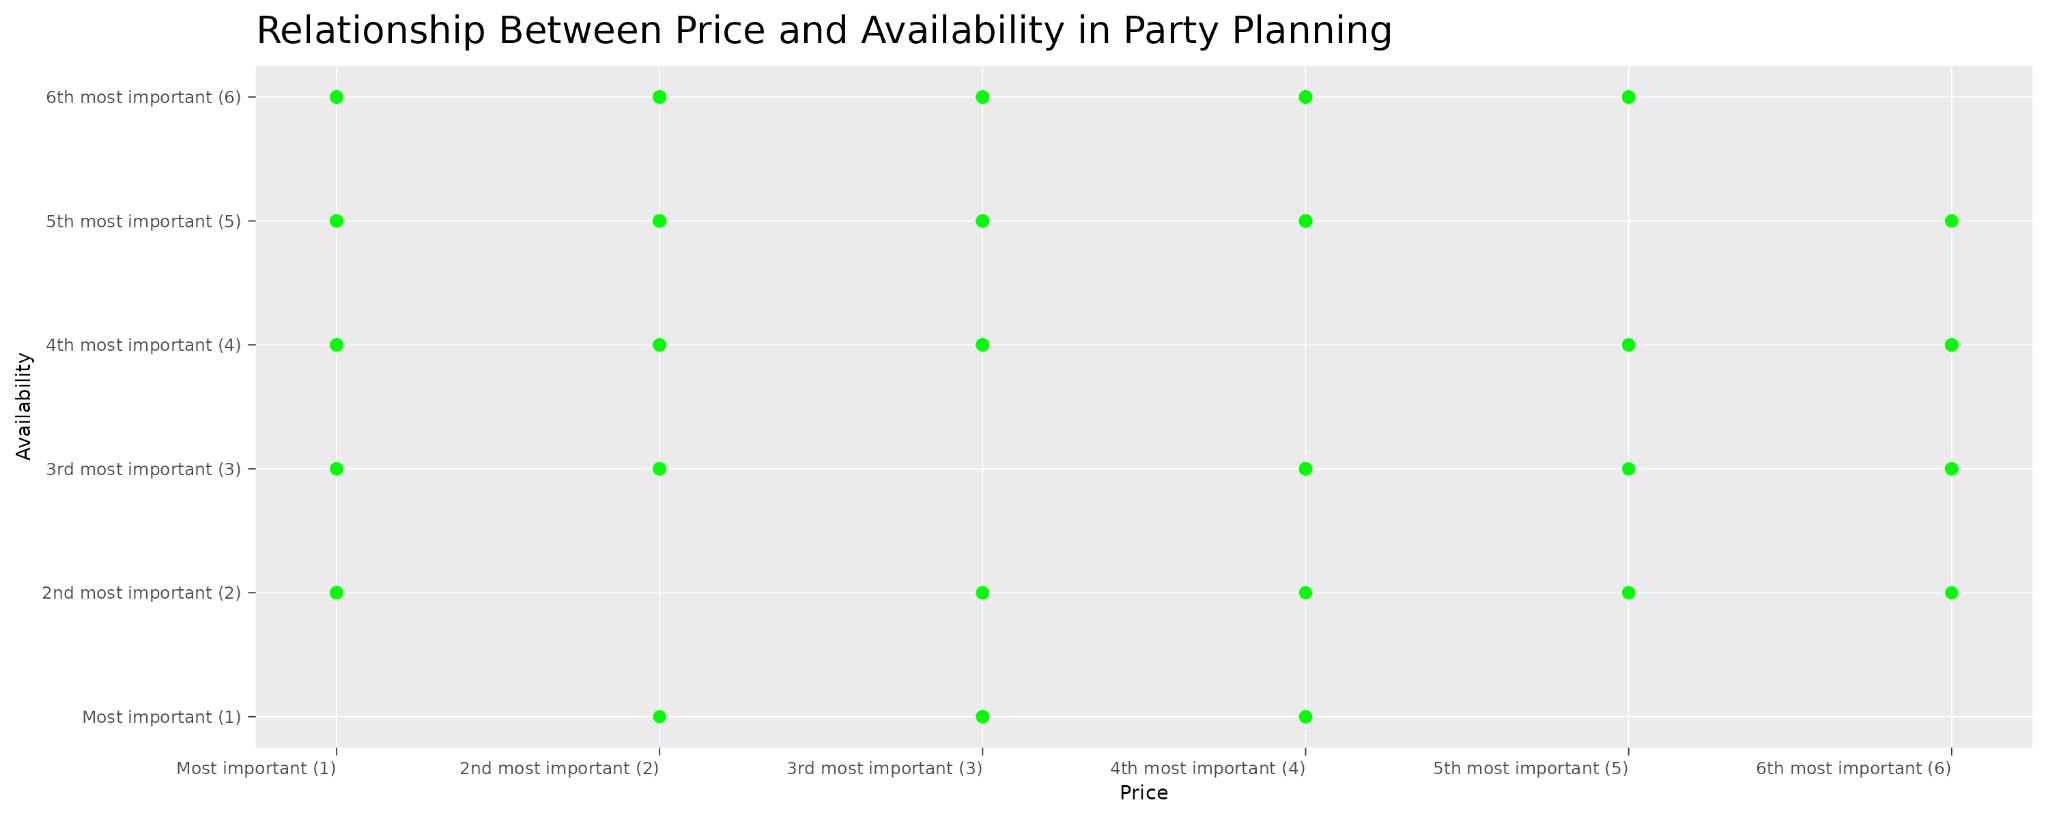 Relationship Between Price and Availability in Party Planning
6th most important (6)
5th most important (5)
4th most important (4)
3rd most important (3)
2nd most important (2)
Most important (1)
Availability
Most important (1)
2nd most important (2)
3rd most important (3)
4th most important (4)
5th most important (5)
6th most important (6)
Price